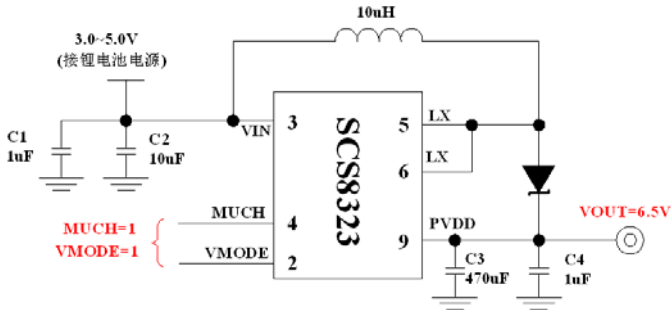 10uH
3.0~5.0V
(接锂电池电源)
C1
1uF
C2
10uF
VIN
3
SCS8323
5
LX
LX
6
MUCH=1
VMODE=1
MUCH
4
VMODE
2
9
PVDD
VOUT=6.5V
C3
470uF
C4
1uF